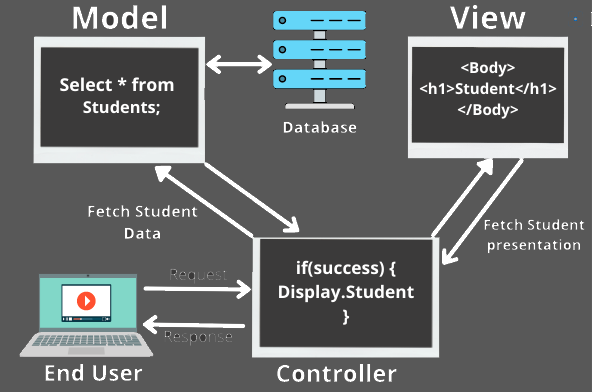 Model
View
Select * from
Students;
<Body>
<h1>Student</h1>
</Body>
Database
Fetch Student
Data
Fetch Student
presentation
Request
if(success) {
Display.Student
}
Response
End User
Controller